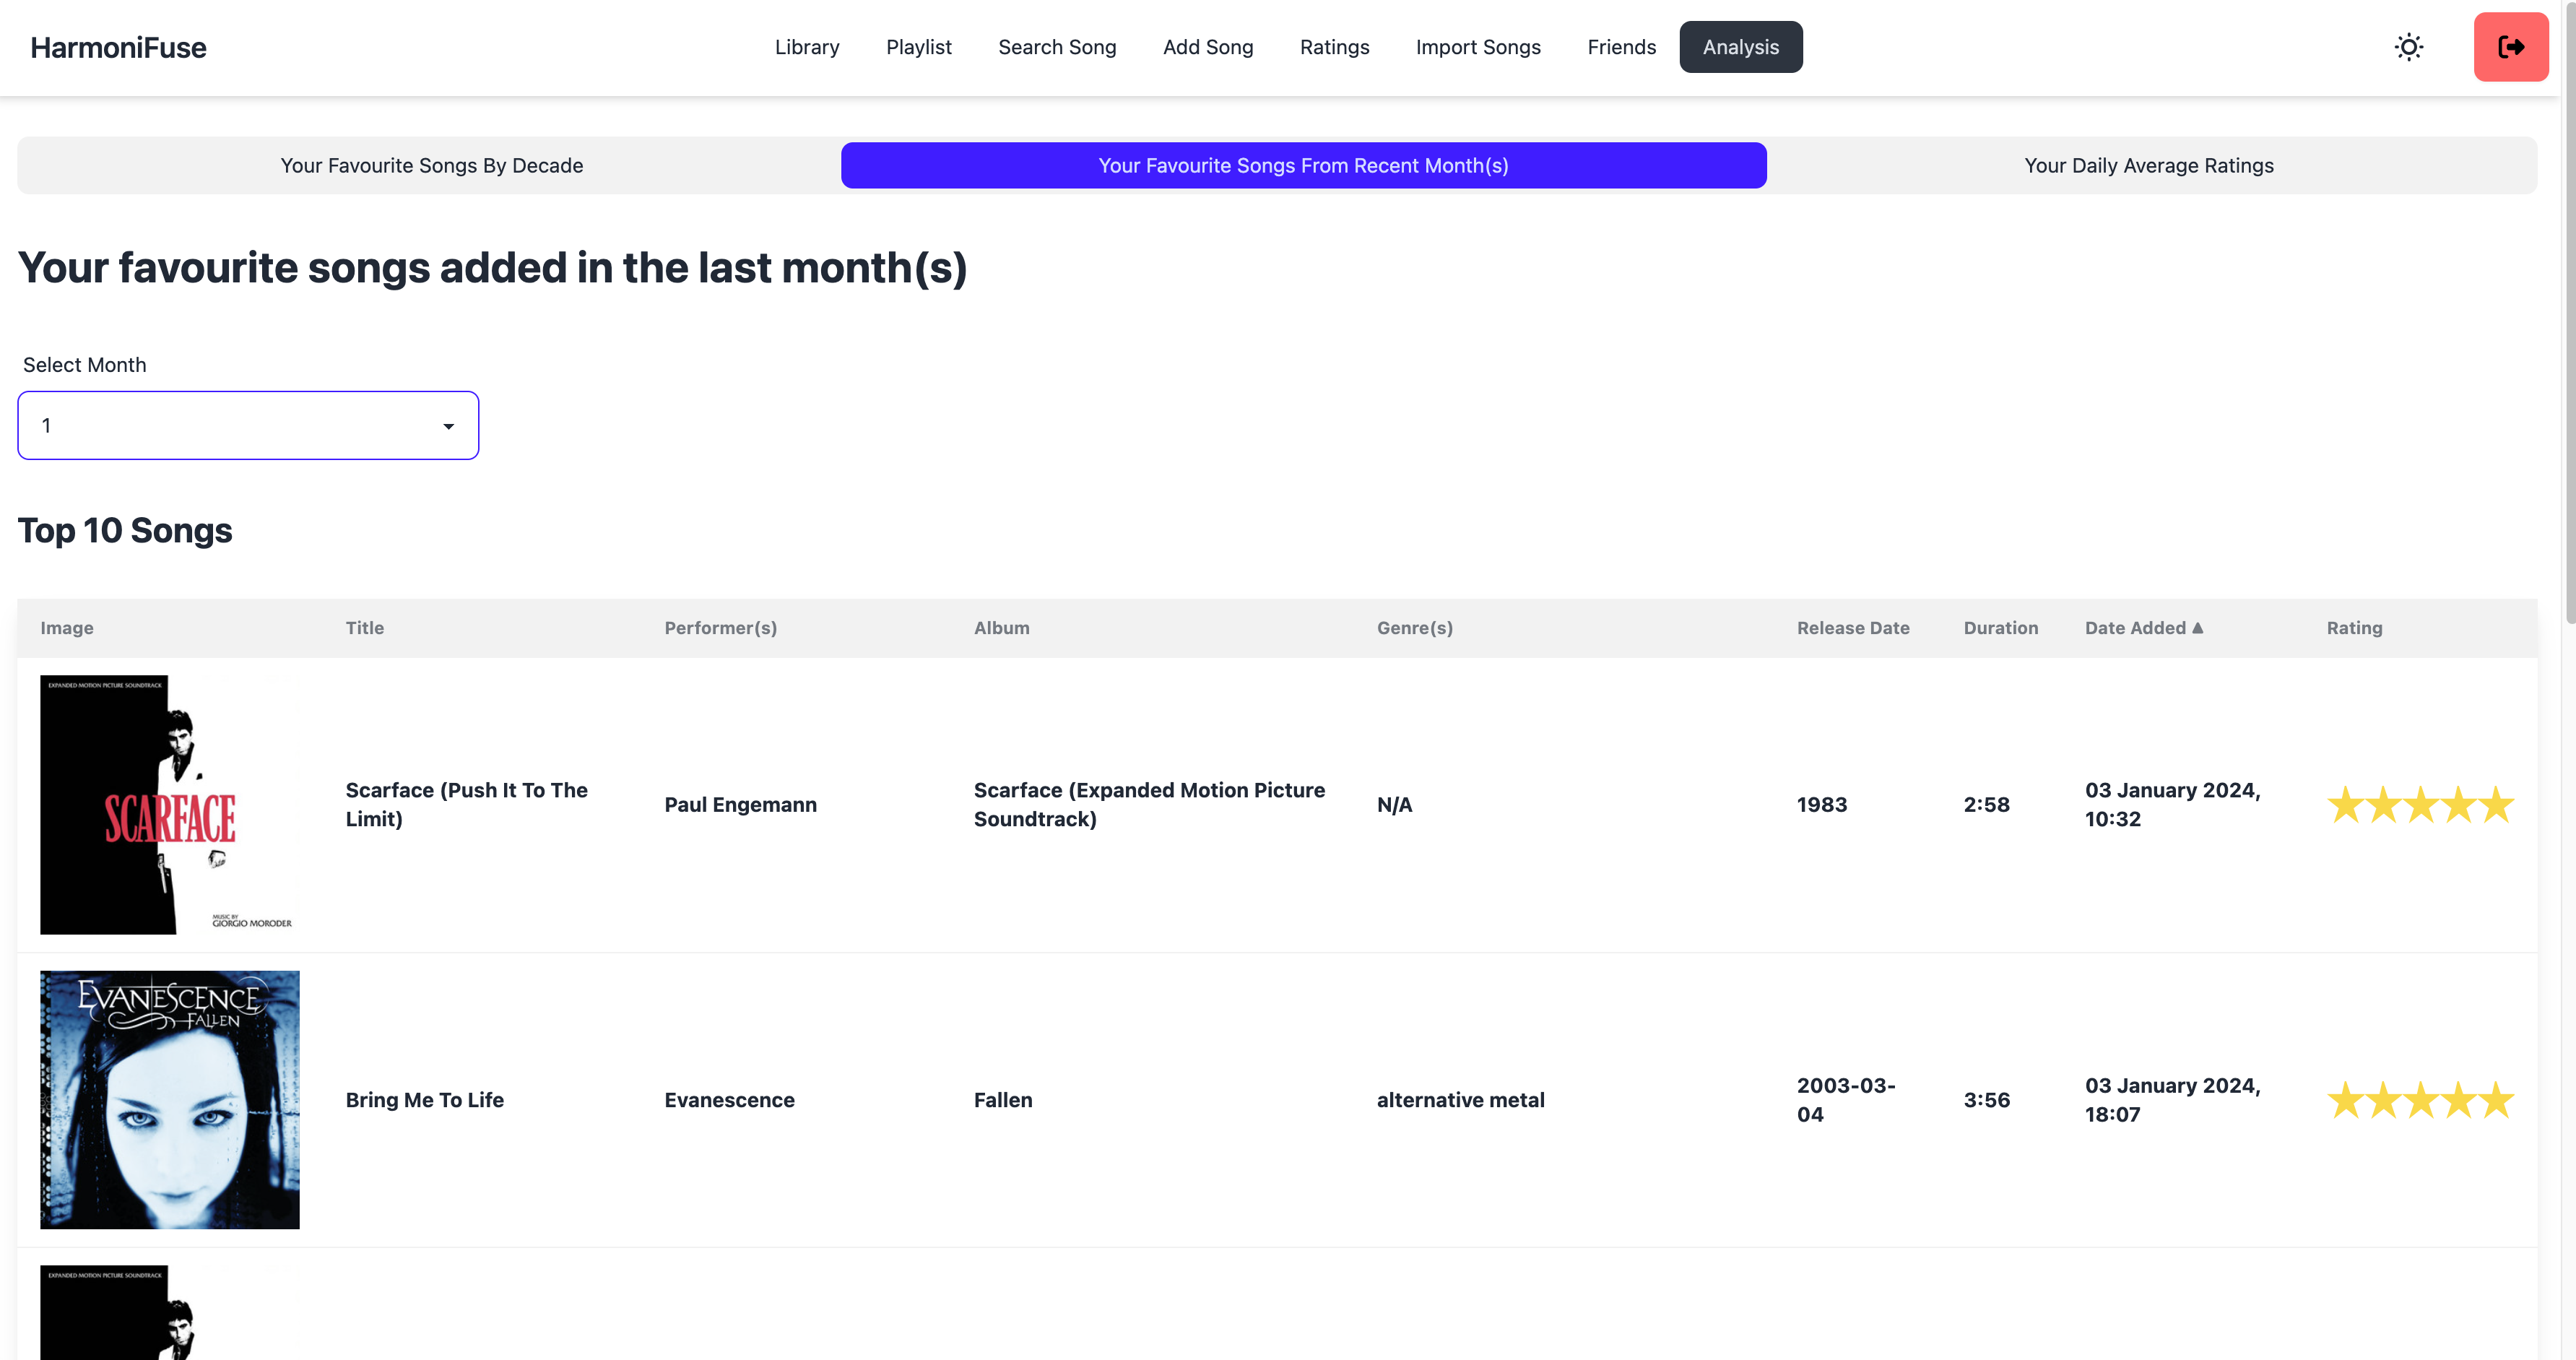 HarmoniFuse
Library Playlist Search Song Add Song Ratings Import Songs Friends Analysis
Your Favourite Songs By Decade Your Favourite Songs From Recent Month(s) Your Daily Average Ratings
Your favourite songs added in the last month(s)
Select Month
1
Top 10 Songs
Image Title Performer(s) Album Genre(s) Release Date Duration Date Added ▲ Rating
EXPANDED MOTION PICTURE SOUNDTRACK
SCARFACE
MUSIC BY
GIORGIO MORODER
Scarface (Push It To The
Limit)
Paul Engemann
Scarface (Expanded Motion Picture
Soundtrack)
N/A
1983
2:58
03 January 2024,
10:32
EVANESCENCE
FALLEN
Bring Me To Life
Evanescence
Fallen
alternative metal
2003-03-
04
3:56
03 January 2024,
18:07
EXPANDED MOTION PICTURE SOUNDTRACK